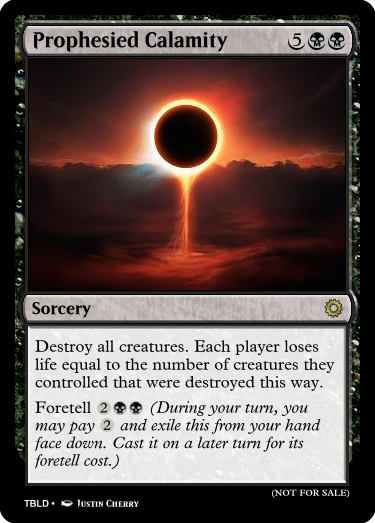 Prophesied Calamity 5
Sorcery
Destroy all creatures. Each player loses
life equal to the number of creatures they
controlled that were destroyed this way.
Foretell 2 (During your turn, you
may pay 2 and exile this from your hand
face down. Cast it on a later turn for its
foretell cost.)
(NOT FOR SALE)
TBLD • Justin Cherry